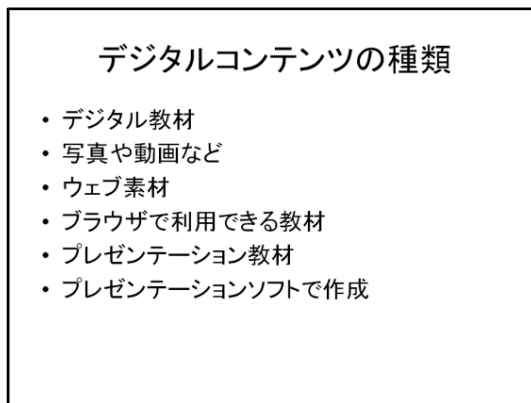 デジタルコンテンツの種類
• デジタル教材
• 写真や動画など
• ウェブ素材
• ブラウザで利用できる教材
• プレゼンテーション教材
• プレゼンテーションソフトで作成